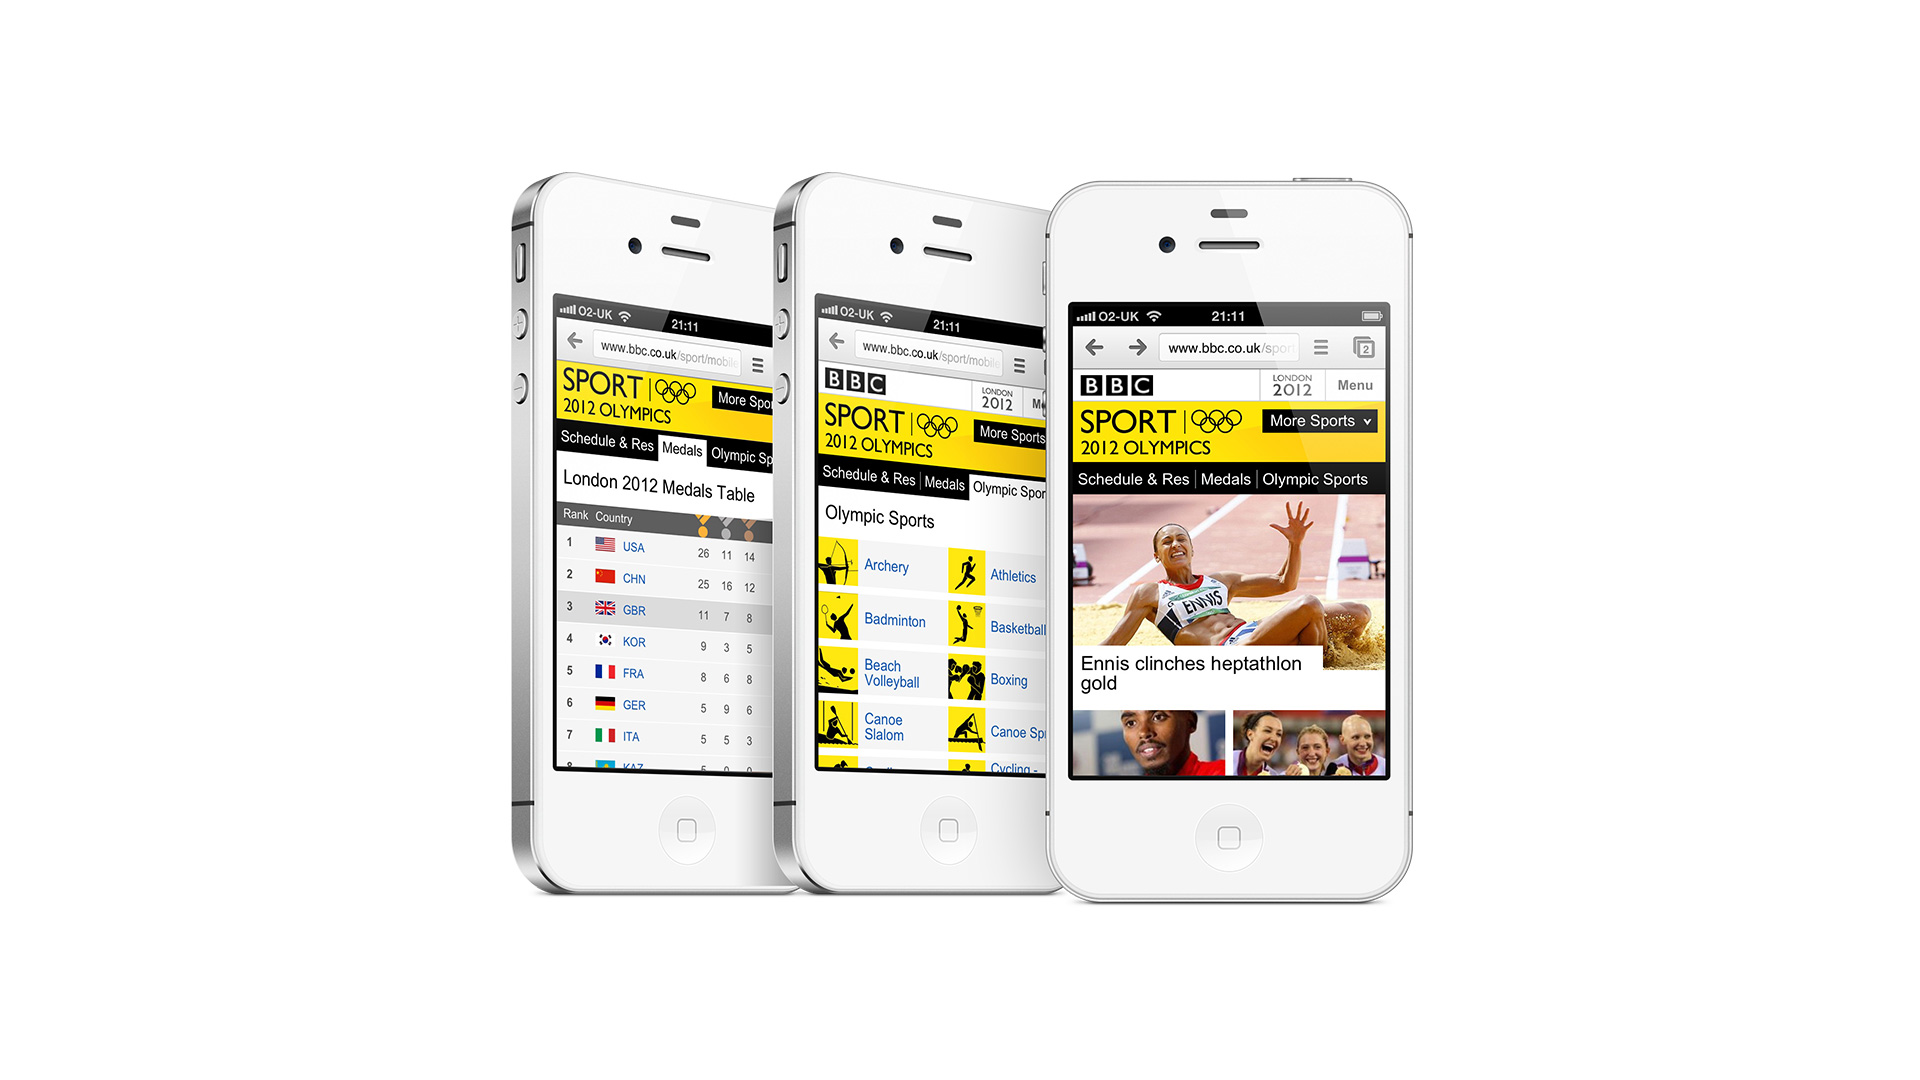 O2-UK 21:11
www.bbc.co.uk/sport/mobile
SPORT
2012 OLYMPICS
More Spor
Schedule & Res Medals Olympic Sp
London 2012 Medals Table
Rank Country
1 USA 26 11 14
2 CHN 25 16 12
3 GBR 11 7 8
4 KOR 9 3 5
5 FRA 8 6 8
6 GER 5 9 6
7 ITA 5 5 3
8 KAZ
O2-UK 21:11
www.bbc.co.uk/sport/mobile
BBC
LONDON
2012
SPORT
2012 OLYMPICS
More Sports
Schedule & Res Medals Olympic Spor
Olympic Sports
Archery
Athletics
Badminton
Basketball
Beach
Volleyball
Boxing
Canoe
Slalom
Canoe Spr
Cycling -
O2-UK 21:11
www.bbc.co.uk/sport
2
BBC
LONDON
2012
Menu
SPORT
2012 OLYMPICS
More Sports
Schedule & Res Medals Olympic Sports
ENNIS
Ennis clinches heptathlon
gold